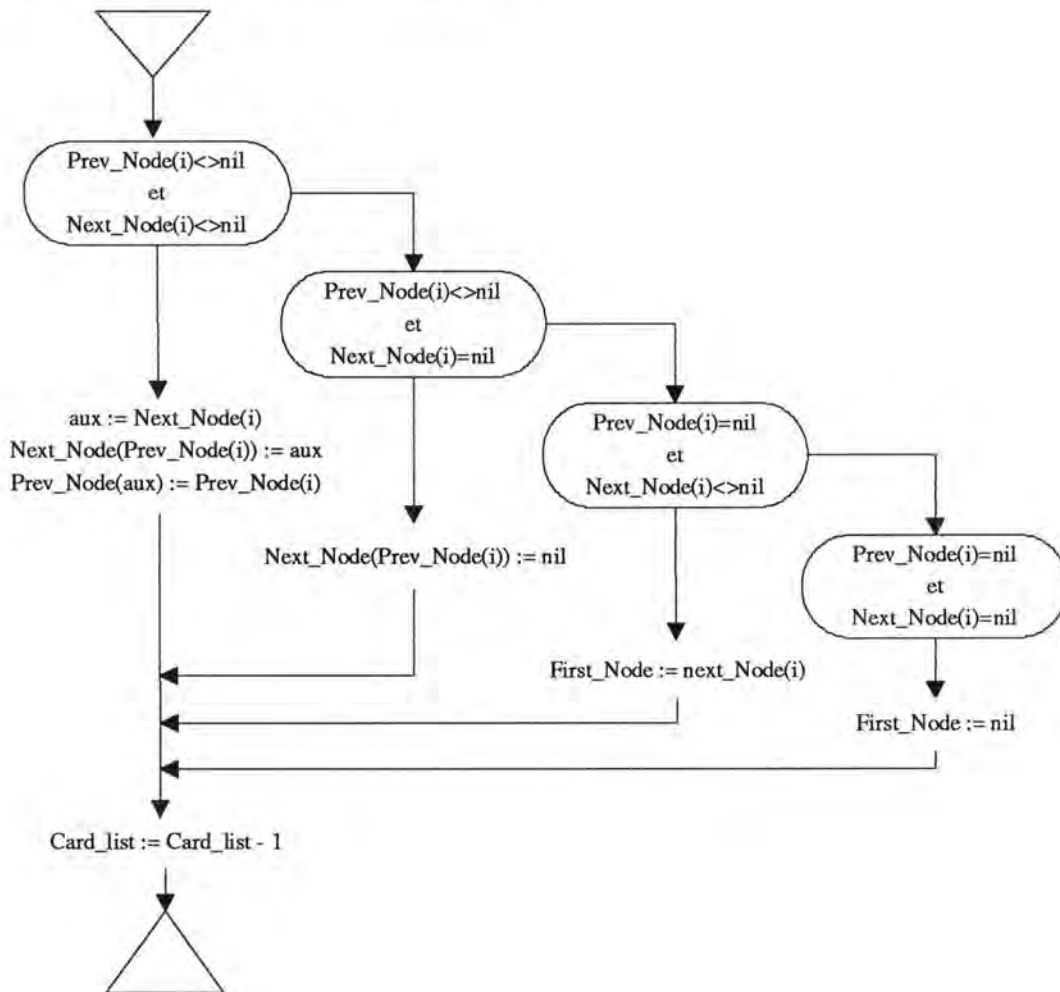 Prev_Node(i)<>nil
et
Next_Node(i)<>nil
Prev_Node(i)<>nil
et
Next_Node(i)=nil
aux := Next_Node(i)
Next_Node(Prev_Node(i)) := aux
Prev_Node(aux) := Prev_Node(i)
Prev_Node(i)=nil
et
Next_Node(i)<>nil
Next_Node(Prev_Node(i)) := nil
Prev_Node(i)=nil
et
Next_Node(i)=nil
First_Node := next_Node(i)
First_Node := nil
Card_list := Card_list - 1